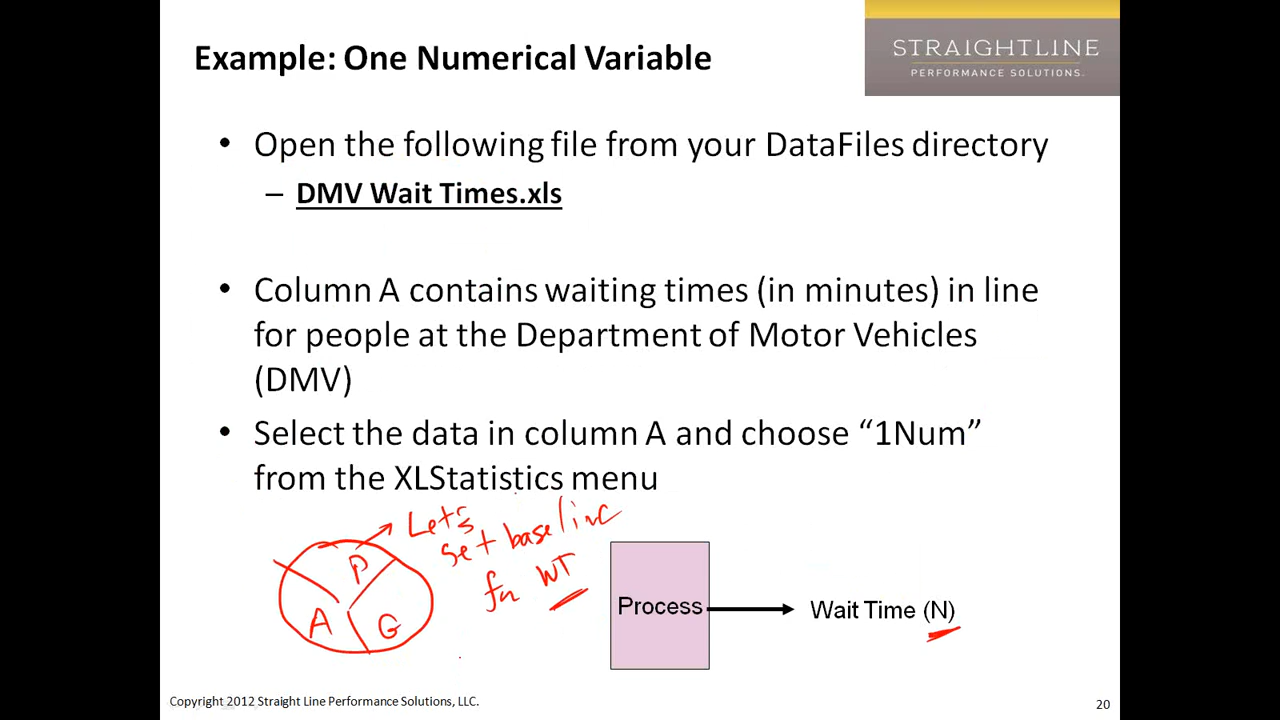 Example: One Numerical Variable
STRAIGHTLINE
PERFORMANCE SOLUTIONS.
• Open the following file from your DataFiles directory
– DMV Wait Times.xls
• Column A contains waiting times (in minutes) in line
for people at the Department of Motor Vehicles
(DMV)
• Select the data in column A and choose “1Num”
from the XLStatistics menu
Lets
set baseline
for WT
P
A G
Process
Wait Time (N)
Copyright 2012 Straight Line Performance Solutions, LLC.
20